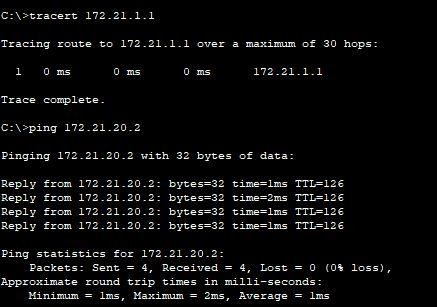 C:\>tracert 172.21.1.1
Tracing route to 172.21.1.1 over a maximum of 30 hops:
1 0 ms 0 ms 0 ms 172.21.1.1
Trace complete.
C:\>ping 172.21.20.2
Pinging 172.21.20.2 with 32 bytes of data:
Reply from 172.21.20.2: bytes=32 time=1ms TTL=126
Reply from 172.21.20.2: bytes=32 time=2ms TTL=126
Reply from 172.21.20.2: bytes=32 time=1ms TTL=126
Reply from 172.21.20.2: bytes=32 time=1ms TTL=126
Ping statistics for 172.21.20.2:
Packets: Sent = 4, Received = 4, Lost = 0 (0% loss),
Approximate round trip times in milli-seconds:
Minimum = 1ms, Maximum = 2ms, Average = 1ms